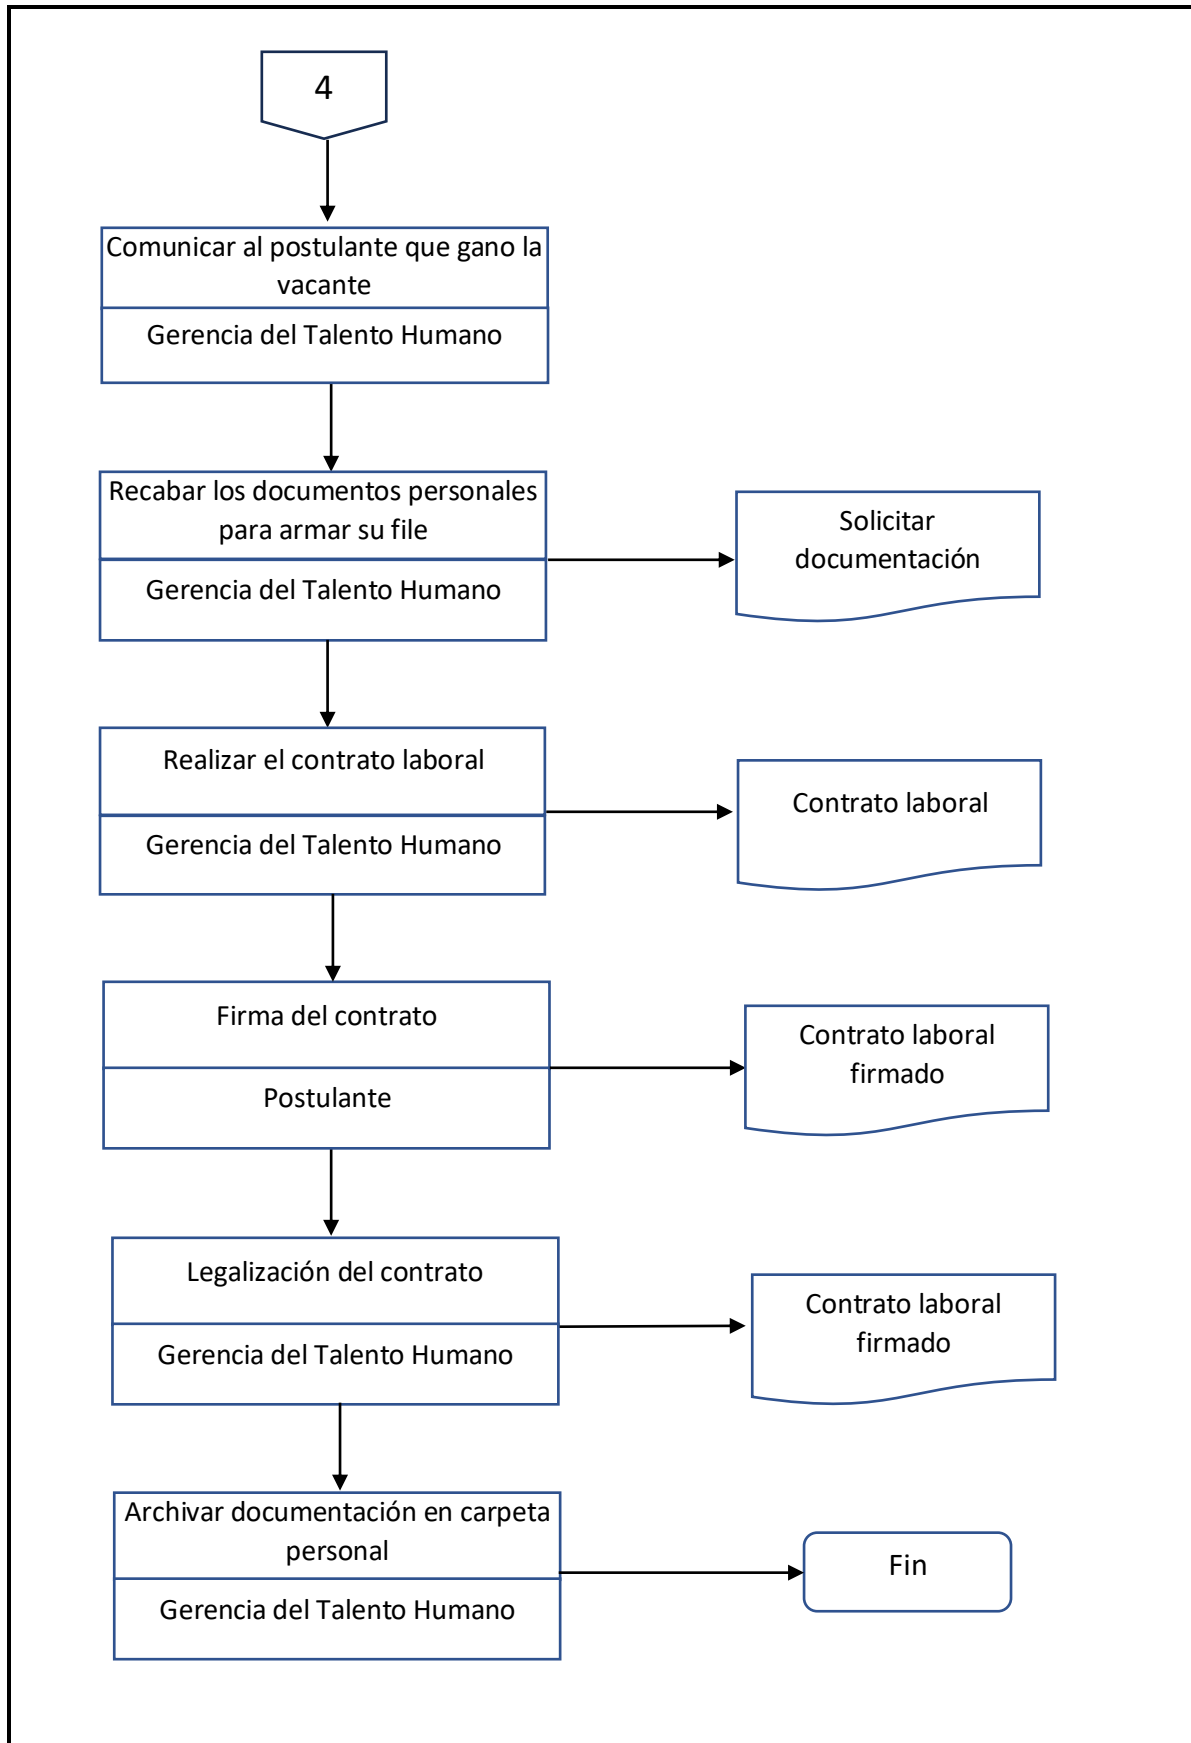 4
Comunicar al postulante que gano la
vacante
Gerencia del Talento Humano
Recabar los documentos personales
para armar su file
Gerencia del Talento Humano
Solicitar
documentación
Realizar el contrato laboral
Gerencia del Talento Humano
Contrato laboral
Firma del contrato
Postulante
Contrato laboral
firmado
Legalización del contrato
Gerencia del Talento Humano
Contrato laboral
firmado
Archivar documentación en carpeta
personal
Gerencia del Talento Humano
Fin